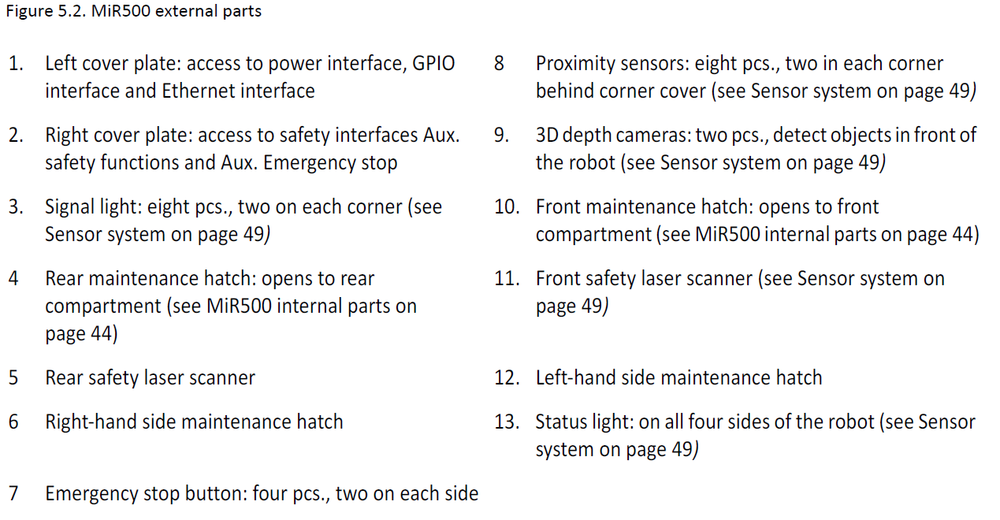 Figure 5.2. MiR500 external parts
1. Left cover plate: access to power interface, GPIO
interface and Ethernet interface
2. Right cover plate: access to safety interfaces Aux.
safety functions and Aux. Emergency stop
3. Signal light: eight pcs., two on each corner (see
Sensor system on page 49)
4 Rear maintenance hatch: opens to rear
compartment (see MiR500 internal parts on
page 44)
5 Rear safety laser scanner
6 Right-hand side maintenance hatch
7 Emergency stop button: four pcs., two on each side
8 Proximity sensors: eight pcs., two in each corner
behind corner cover (see Sensor system on page 49)
9. 3D depth cameras: two pcs., detect objects in front of
the robot (see Sensor system on page 49)
10. Front maintenance hatch: opens to front
compartment (see MiR500 internal parts on page 44)
11. Front safety laser scanner (see Sensor system on
page 49)
12. Left-hand side maintenance hatch
13. Status light: on all four sides of the robot (see Sensor
system on page 49)